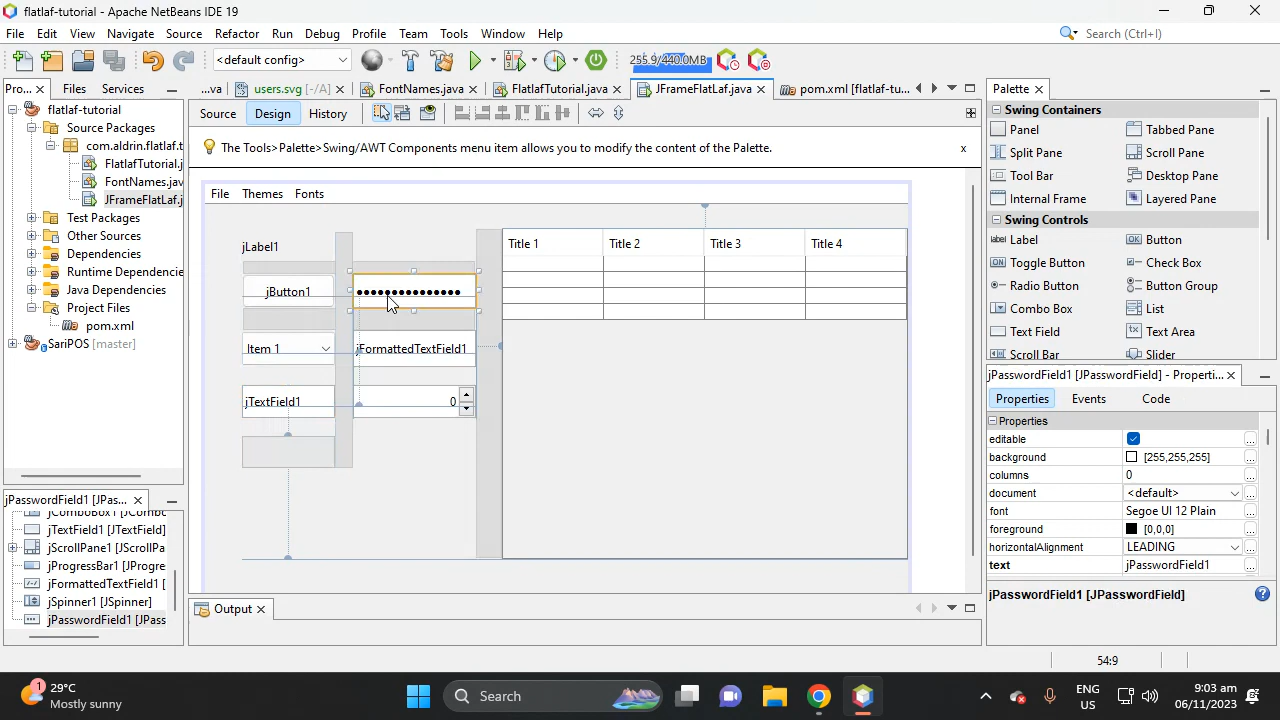 flatlaf-tutorial - Apache NetBeans IDE 19
File Edit View Navigate Source Refactor Run Debug Profile Team Tools Window Help
Search (Ctrl+I)
<default config>
255.9/440.0MB
Pro... Files Services
...va users.svg [-/A] FontNames.java FlatlafTutorial.java JFrameFlatLaf.java pom.xml [flatlaf-tu...
Source Design History
The Tools>Palette>Swing/AWT Components menu item allows you to modify the content of the Palette. x
flatlaf-tutorial
Source Packages
com.aldrin.flatlaf.t
FlatlafTutorial.j
FontNames.jav
JFrameFlatLaf.j
Test Packages
Other Sources
Dependencies
Runtime Dependencie
Java Dependencies
Project Files
pom.xml
SariPOS [master]
File Themes Fonts
jLabel1
jButton1
Item 1
jFormattedTextField1
jTextField1
0
Title 1 Title 2 Title 3 Title 4
Palette
Swing Containers
Panel Tabbed Pane
Split Pane Scroll Pane
Tool Bar Desktop Pane
Internal Frame Layered Pane
Swing Controls
Label Button
Toggle Button Check Box
Radio Button Button Group
Combo Box List
Text Field Text Area
Scroll Bar Slider
jPasswordField1 [JPasswordField] - Properti...
Properties Events Code
Properties
editable
background [255,255,255]
columns 0
document <default>
font Segoe UI 12 Plain
foreground [0,0,0]
horizontalAlignment LEADING
text jPasswordField1
jPasswordField1 [JPasswordField]
jPasswordField1 [JPas...
jComboBox1 [JCombc
jTextField1 [JTextField]
jScrollPane1 [JScrollPa
jProgressBar1 [JProgre
jFormattedTextField1 [
jSpinner1 [JSpinner]
jPasswordField1 [JPass
Output
54:9
29°C
Mostly sunny
1
Search
ENG
US
9:03 am
06/11/2023